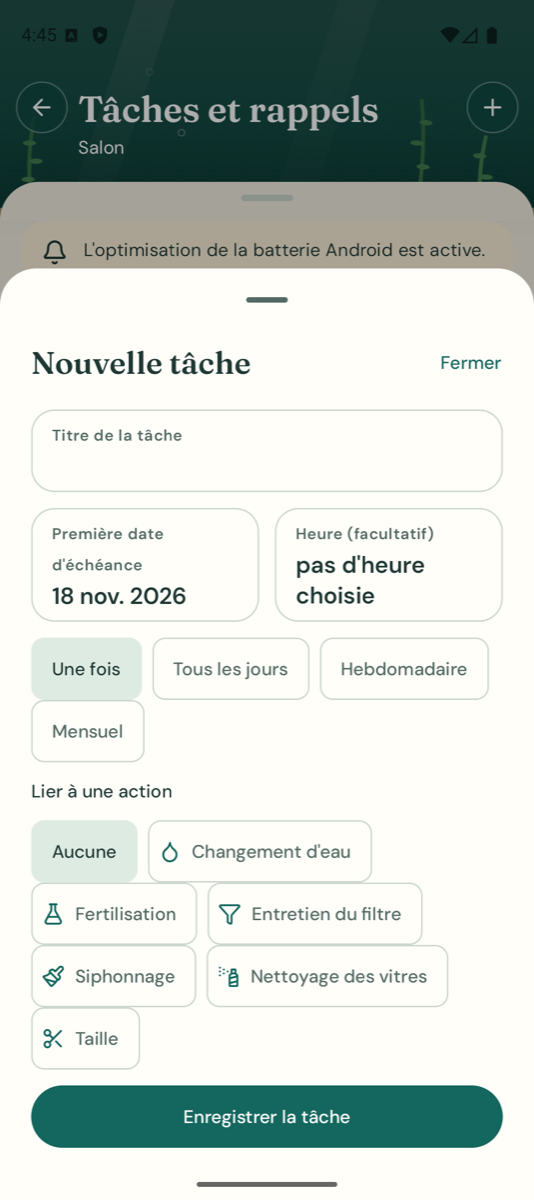 4:45
Tâches et rappels
Salon
L'optimisation de la batterie Android est active.
Nouvelle tâche
Fermer
Titre de la tâche
Première date
d'échéance
18 nov. 2026
Heure (facultatif)
pas d'heure
choisie
Une fois
Tous les jours
Hebdomadaire
Mensuel
Lier à une action
Aucune
Changement d'eau
Fertilisation
Entretien du filtre
Siphonnage
Nettoyage des vitres
Taille
Enregistrer la tâche